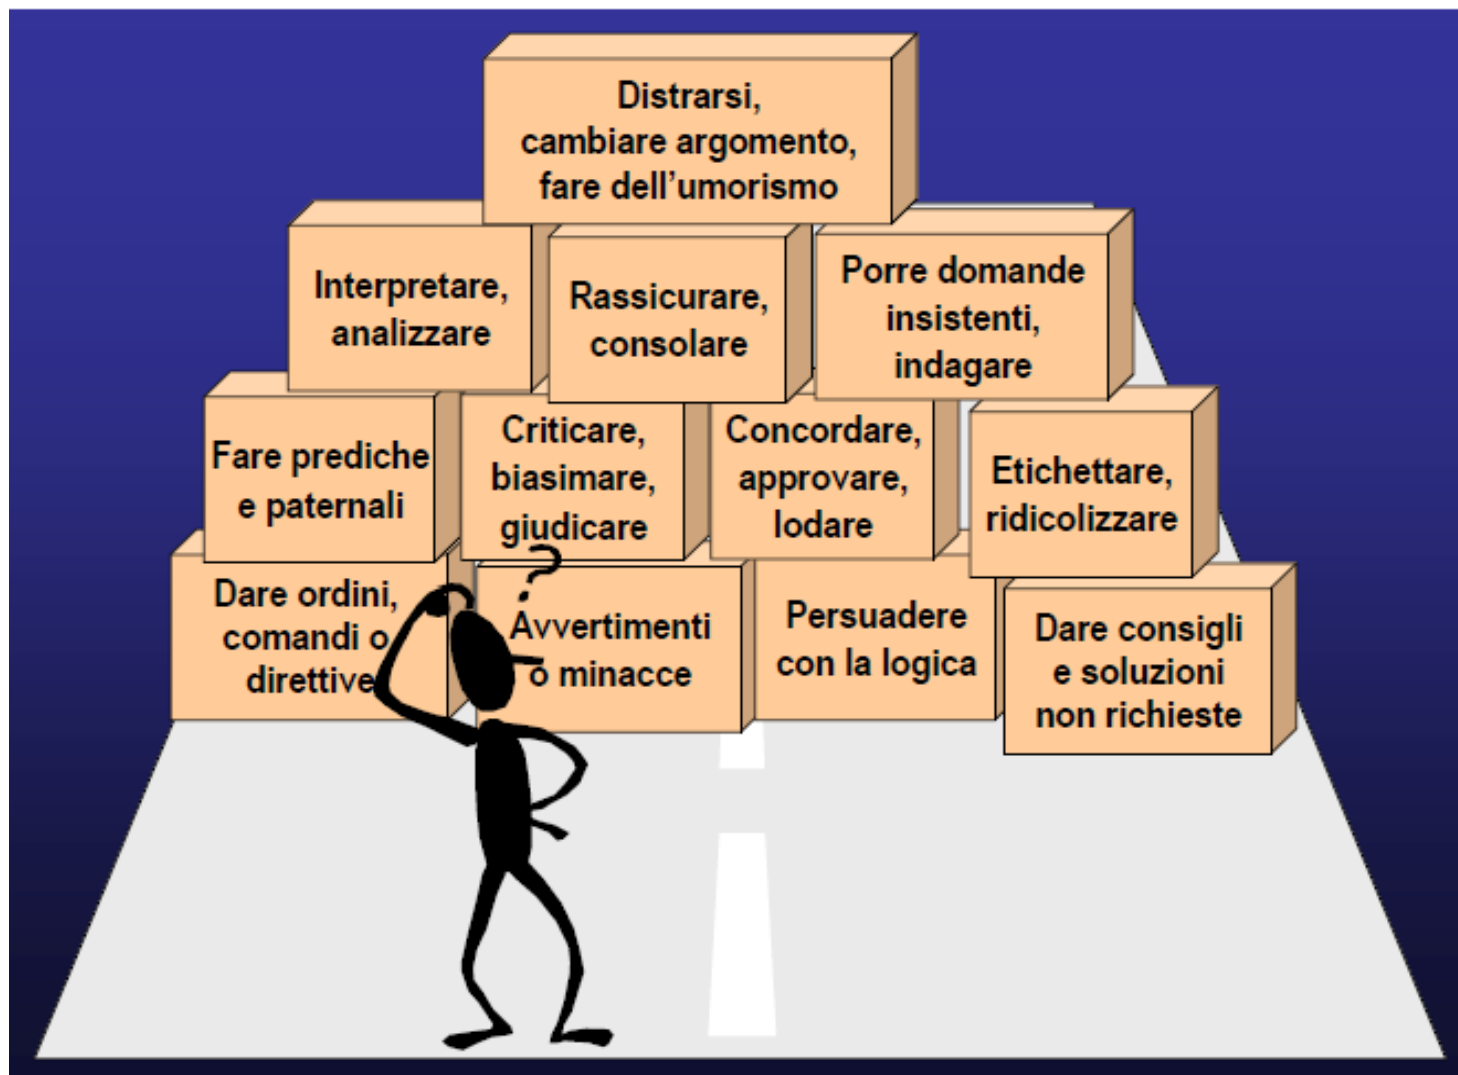 Distrarsi,
cambiare argomento,
fare dell'umorismo
Interpretare,
analizzare
Rassicurare,
consolare
Porre domande
insistenti,
indagare
Fare prediche
e paternali
Criticare,
biasimare,
giudicare
Concordare,
approvare,
lodare
Etichettare,
ridicolizzare
Dare ordini,
comandi o
direttive
?
Avvertimenti
o minacce
Persuadere
con la logica
Dare consigli
e soluzioni
non richieste